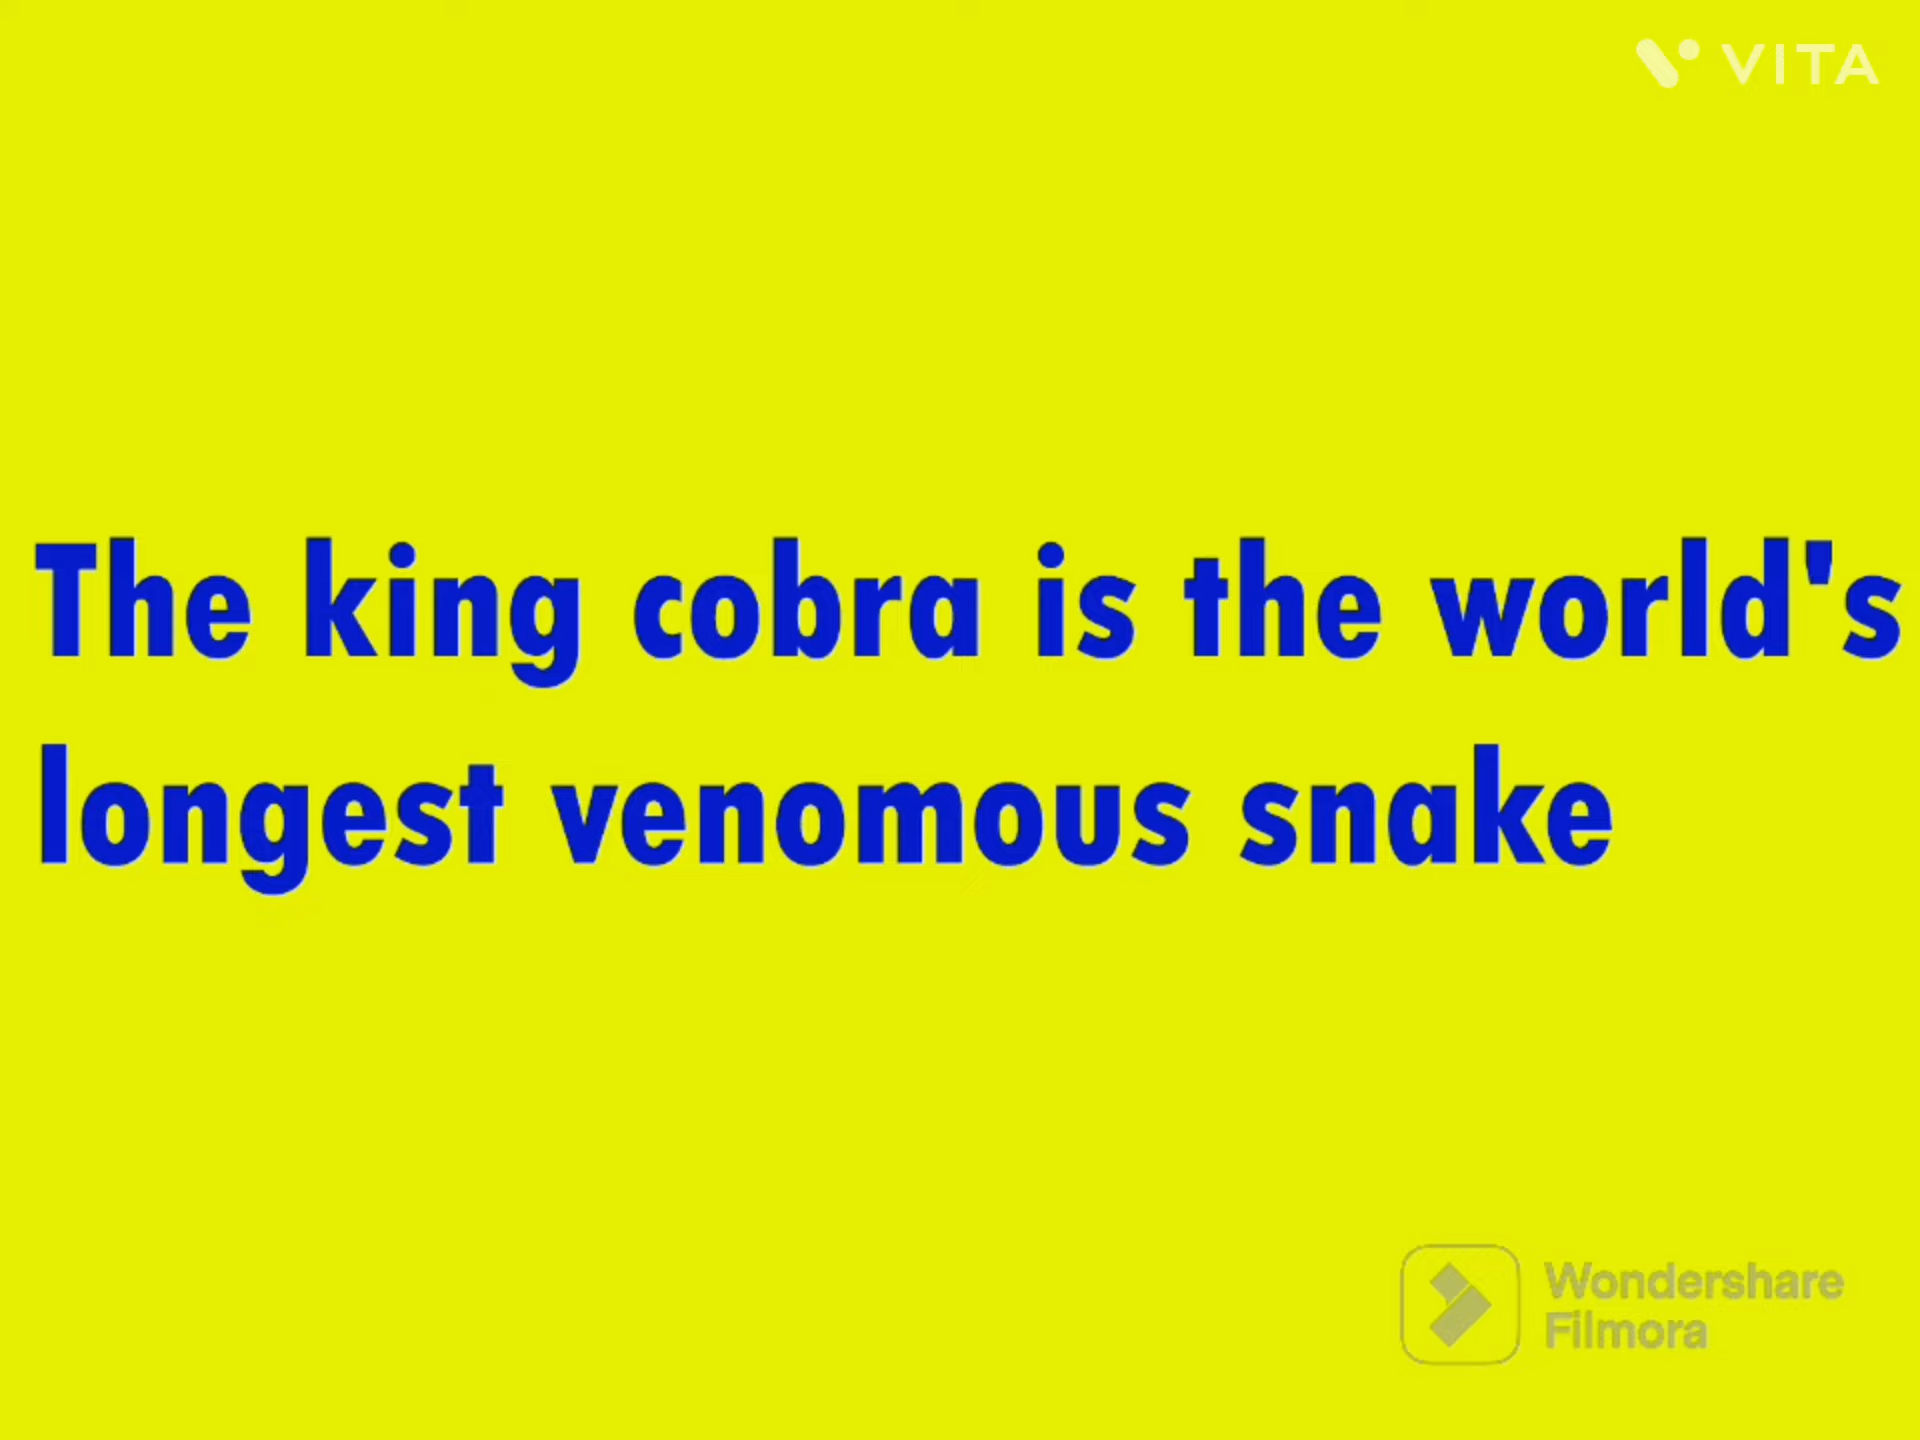 VITA
The king cobra is the world's
longest venomous snake
Wondershare
Filmora